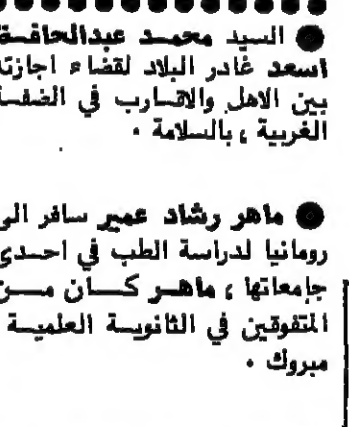 ● السيد محمد عبدالحافظ
اسعد غادر البلاد لقضاء اجازته
بين الاهل والاقارب في الضفة
الغربية ، بالسلامة •
● ماهر رشاد عمير سافر الى
رومانيا لدراسة الطب في احدى
جامعاتها ، ماهر كان من
المتفوقين في الثانوية العلمية
مبروك •